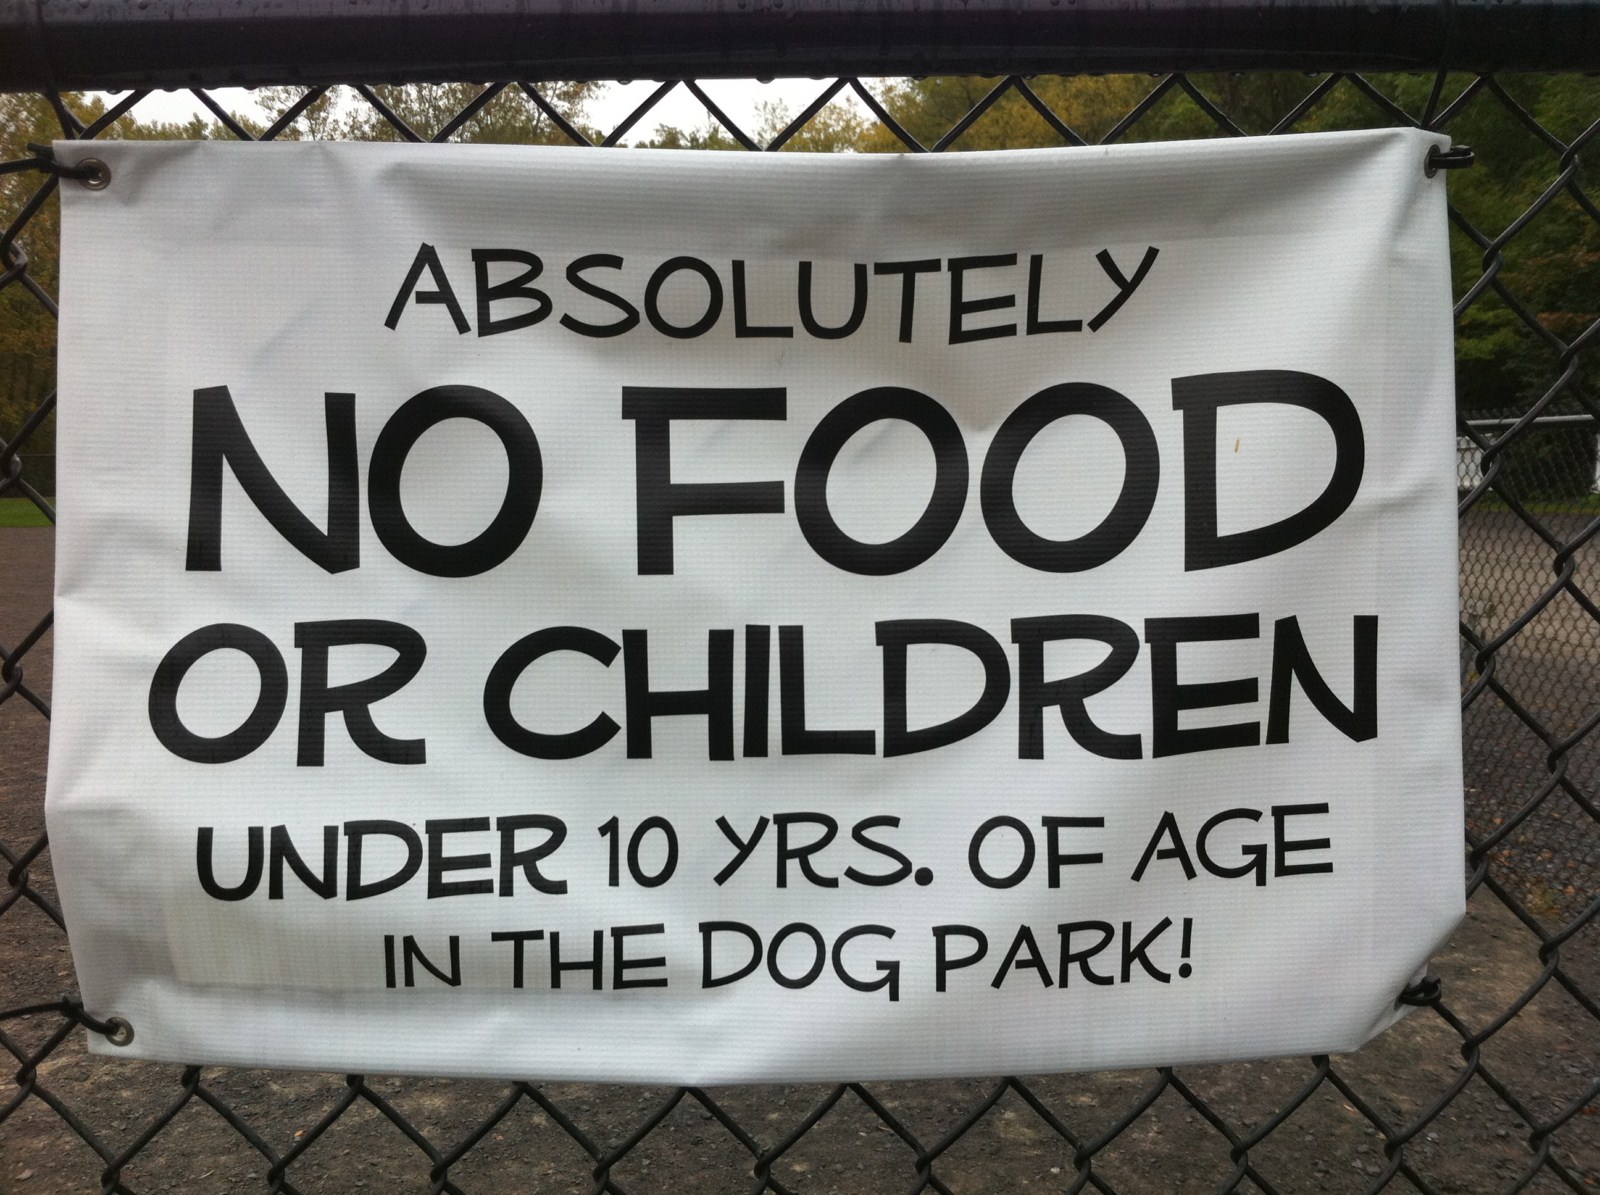 ABSOLUTELY
NO FOOD
OR CHILDREN
UNDER 10 YRS. OF AGE
IN THE DOG PARK!